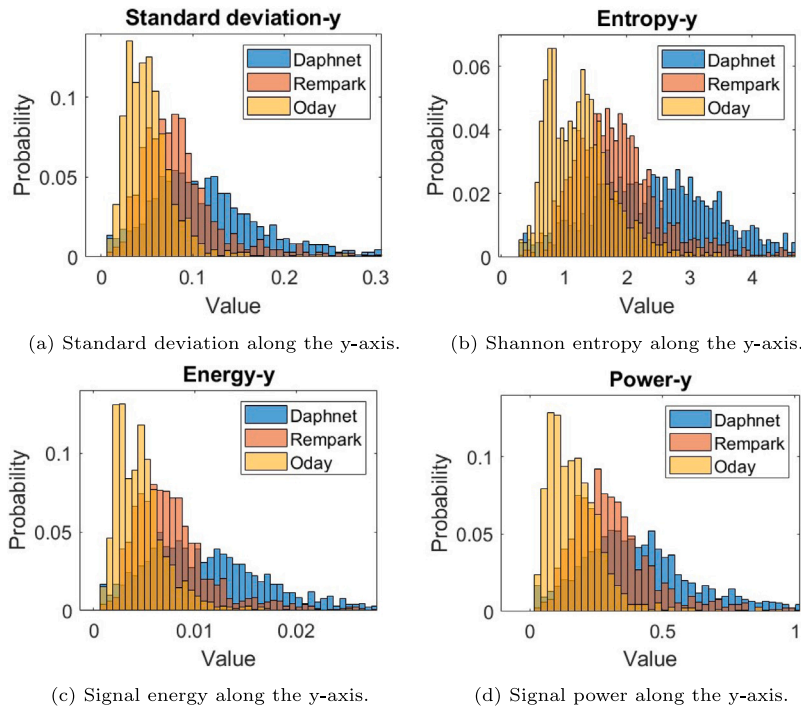 Standard deviation-y
0.1
0.05
0
Probability
Daphnet
Rempark
Oday
0
0.1
0.2
0.3
Value
(a) Standard deviation along the y-axis.
Entropy-y
0.06
0.04
0.02
0
Probability
Daphnet
Rempark
Oday
0
1
2
3
4
Value
(b) Shannon entropy along the y-axis.
Energy-y
0.1
0.05
0
Probability
Daphnet
Rempark
Oday
0
0.01
0.02
Value
(c) Signal energy along the y-axis.
Power-y
0.1
0.05
0
Probability
Daphnet
Rempark
Oday
0
0.5
1
Value
(d) Signal power along the y-axis.